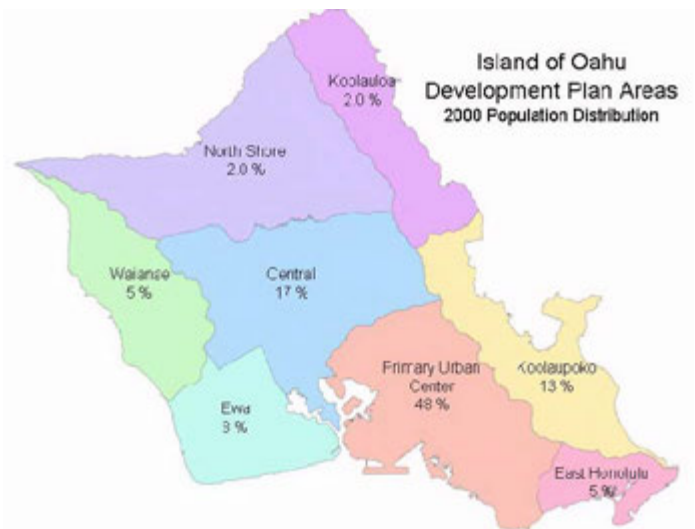 Island of Oahu
Development Plan Areas
2000 Population Distribution
Koolauloa
2.0 %
North Shore
2.0 %
Waianae
5 %
Central
17 %
Primary Urban
Center
48 %
Koolaupoko
13 %
Ewa
8 %
East Honolulu
5 %